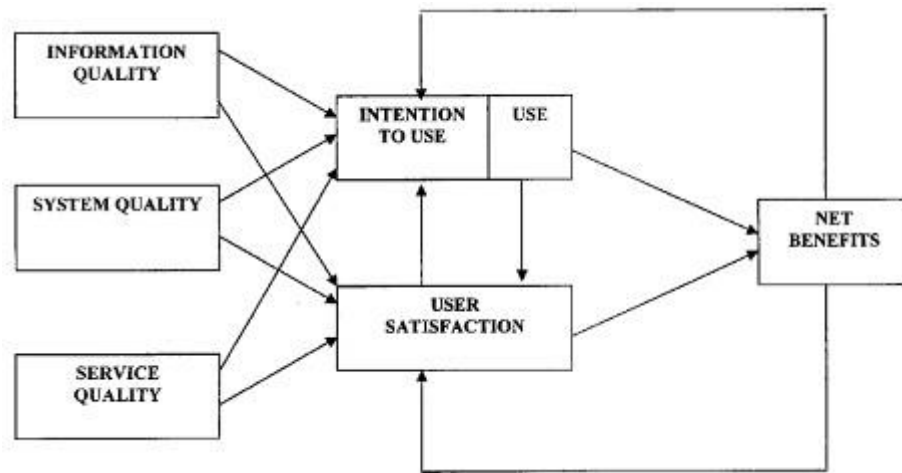 INFORMATION
QUALITY
INTENTION
TO USE
USE
SYSTEM QUALITY
NET
BENEFITS
USER
SATISFACTION
SERVICE
QUALITY